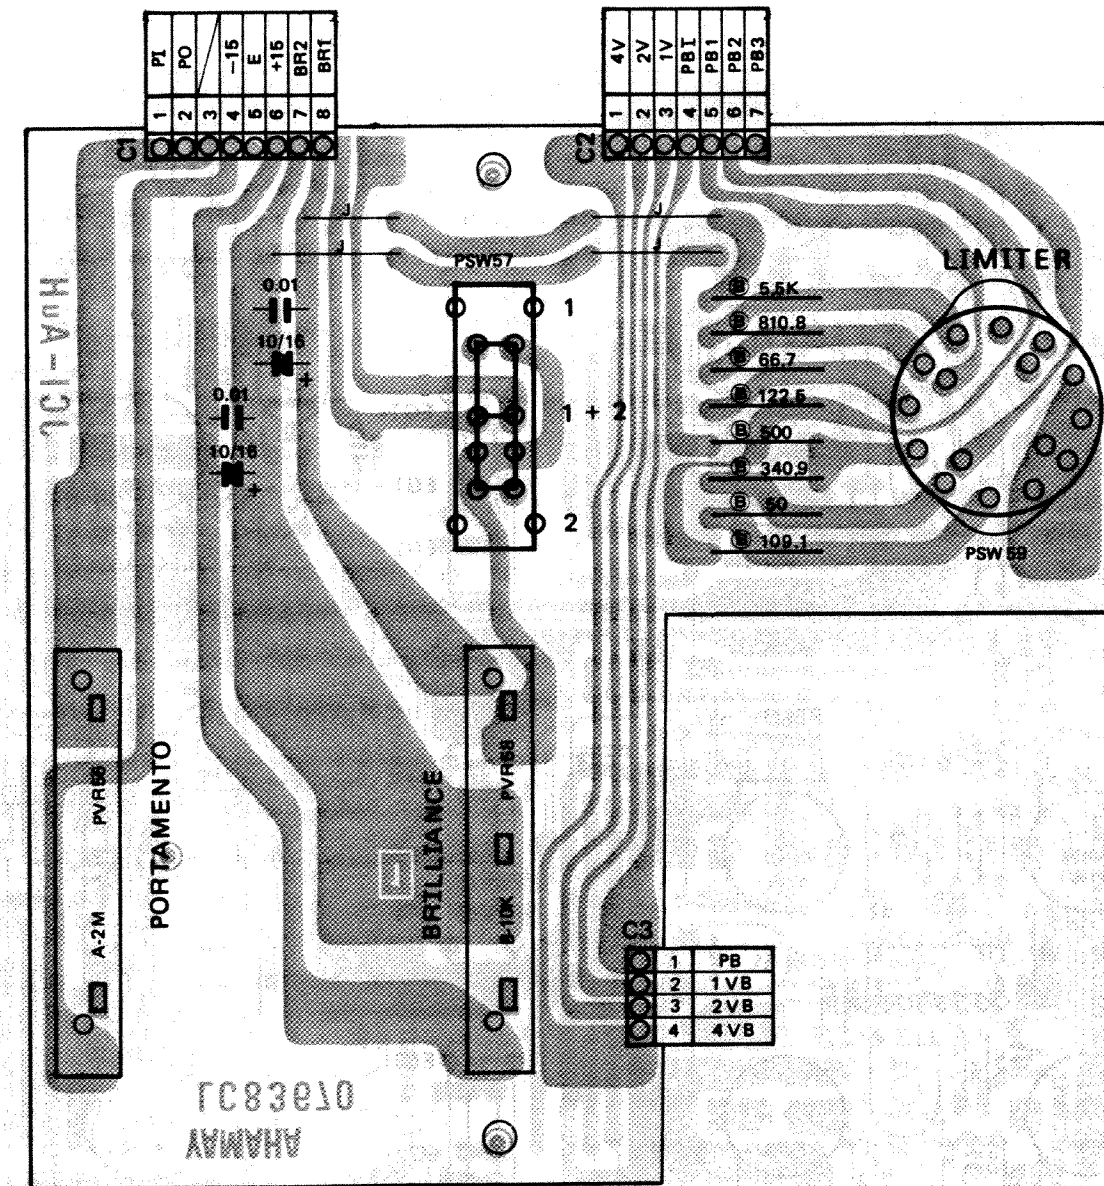 PI
PO
-15
E
+15
BR2
BR1
1
2
3
4
5
6
7
8
C1
4V
2V
1V
PBI
PB1
PB2
PB3
1
2
3
4
5
6
7
C2
J
J
J
J
PSW57
1
1 + 2
2
0.01
10/16
+
0.01
10/16
+
LIMITER
B 5.5K
B 810.8
B 66.7
B 122.5
B 500
B 340.9
B 50
B 109.1
PSW 59
PVR56
A-2M
PORTAMENTO
PVR58
B-10K
BRILLIANCE
C3
1 PB
2 1VB
3 2VB
4 4VB
LC83670
YAMAHA